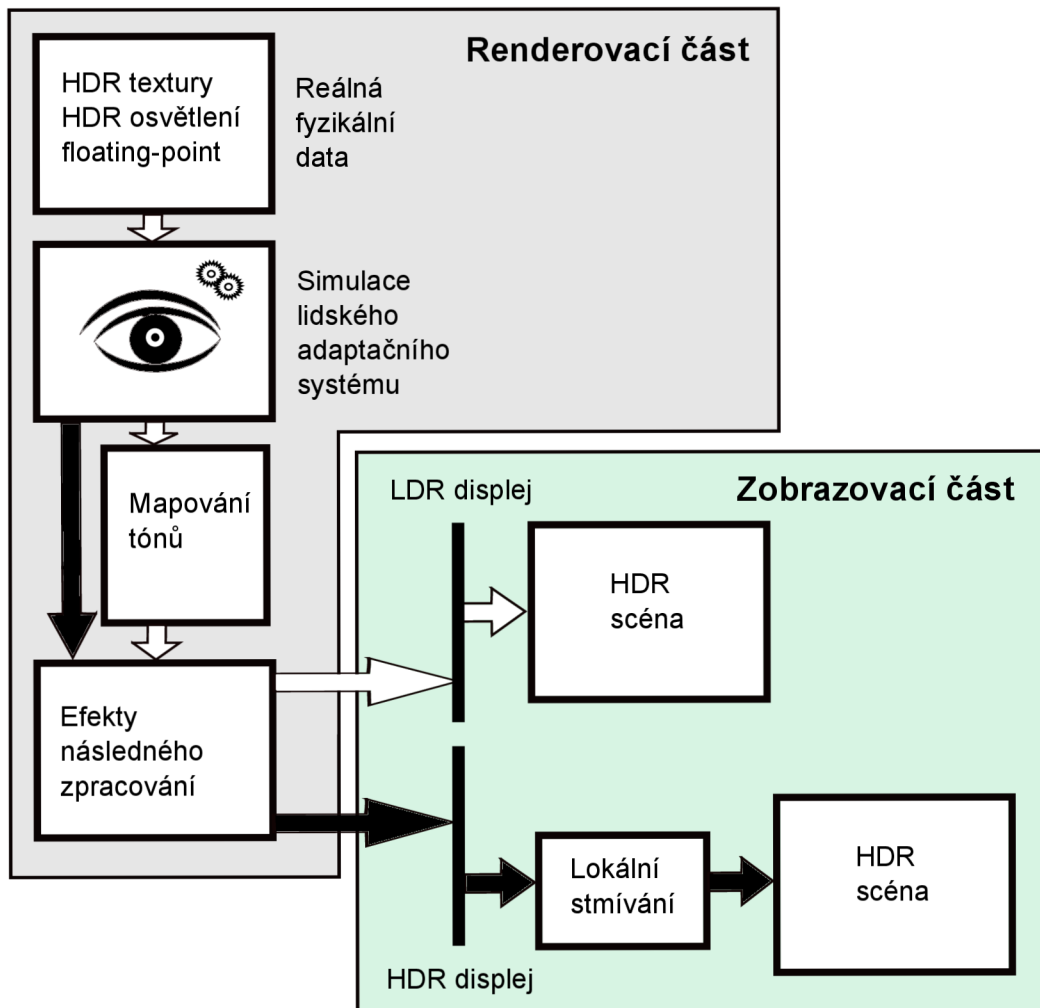 Renderovací část
HDR textury
HDR osvětlení
floating-point
Reálná
fyzikální
data
Simulace
lidského
adaptačního
systému
Mapování
tónů
Efekty
následného
zpracování
Zobrazovací část
LDR displej
HDR
scéna
Lokální
stmívání
HDR
scéna
HDR displej